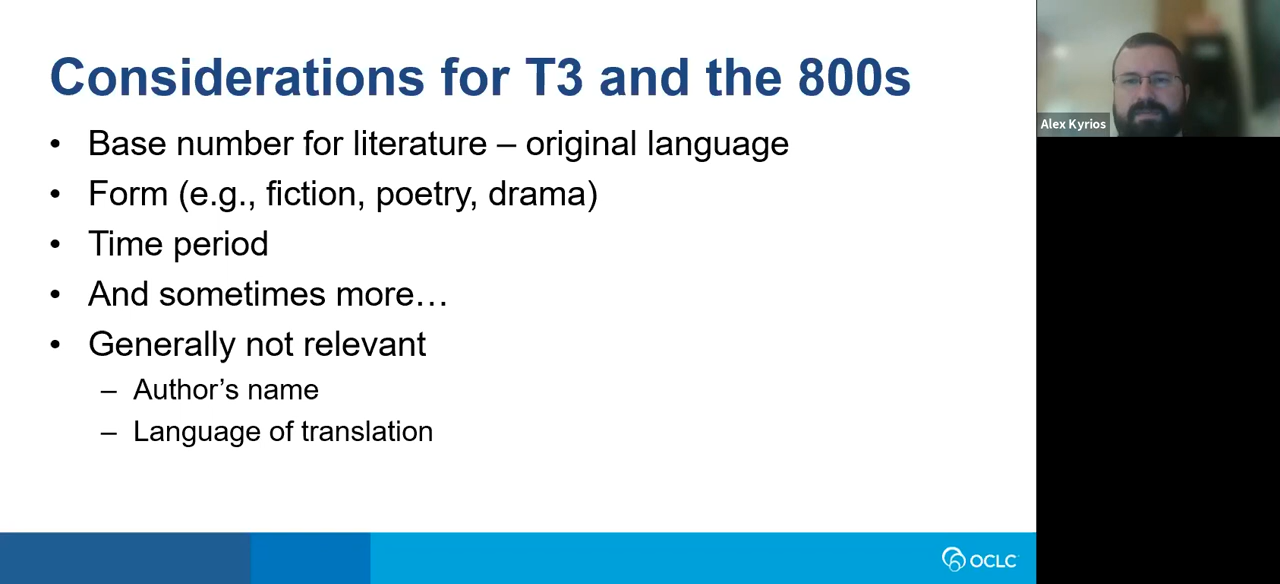 Considerations for T3 and the 800s
• Base number for literature – original language
• Form (e.g., fiction, poetry, drama)
• Time period
• And sometimes more…
• Generally not relevant
– Author’s name
– Language of translation
Alex Kyrios
OCLC